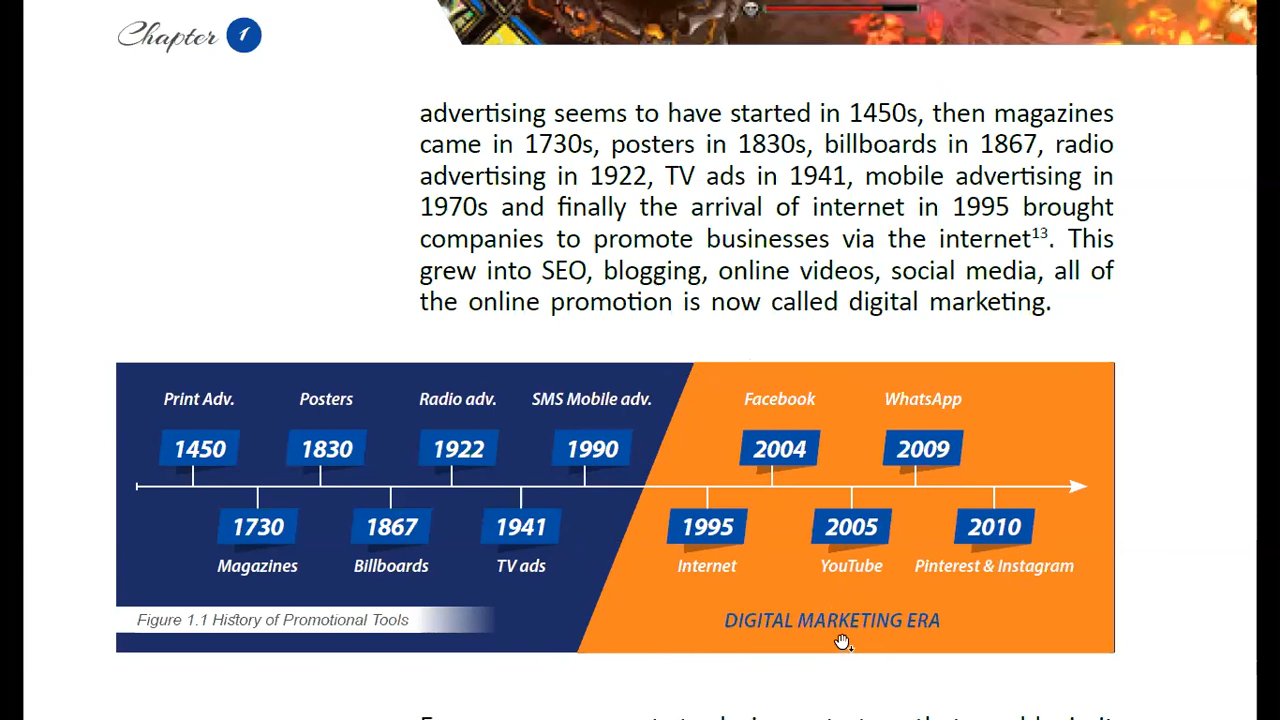 Chapter 1
advertising seems to have started in 1450s, then magazines
came in 1730s, posters in 1830s, billboards in 1867, radio
advertising in 1922, TV ads in 1941, mobile advertising in
1970s and finally the arrival of internet in 1995 brought
companies to promote businesses via the internet¹³. This
grew into SEO, blogging, online videos, social media, all of
the online promotion is now called digital marketing.
Print Adv. Posters Radio adv. SMS Mobile adv. Facebook WhatsApp
1450 1830 1922 1990 2004 2009
1730 1867 1941 1995 2005 2010
Magazines Billboards TV ads Internet YouTube Pinterest & Instagram
Figure 1.1 History of Promotional Tools DIGITAL MARKETING ERA